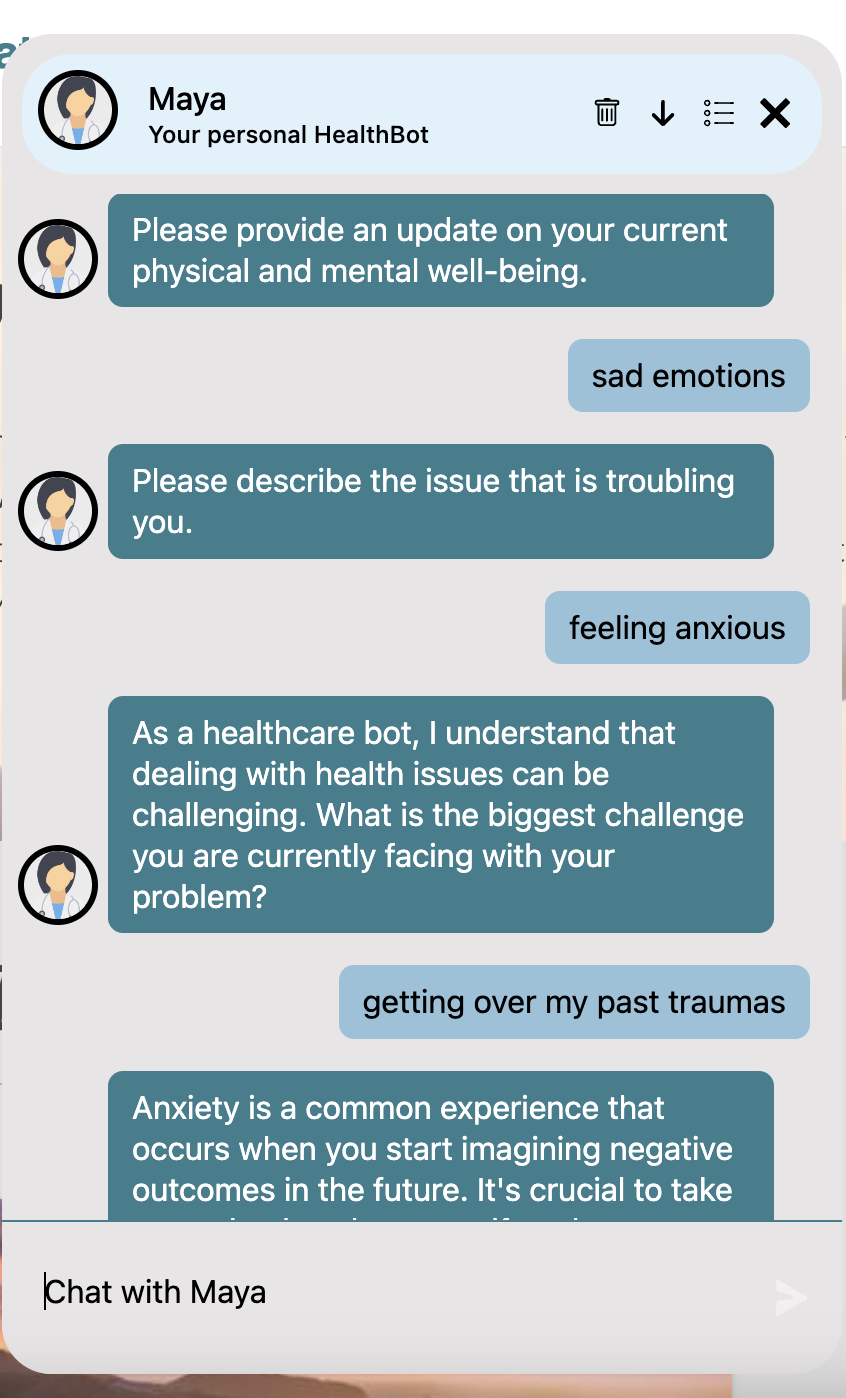 Maya
Your personal HealthBot
Please provide an update on your current
physical and mental well-being.
sad emotions
Please describe the issue that is troubling
you.
feeling anxious
As a healthcare bot, I understand that
dealing with health issues can be
challenging. What is the biggest challenge
you are currently facing with your
problem?
getting over my past traumas
Anxiety is a common experience that
occurs when you start imagining negative
outcomes in the future. It's crucial to take
Chat with Maya